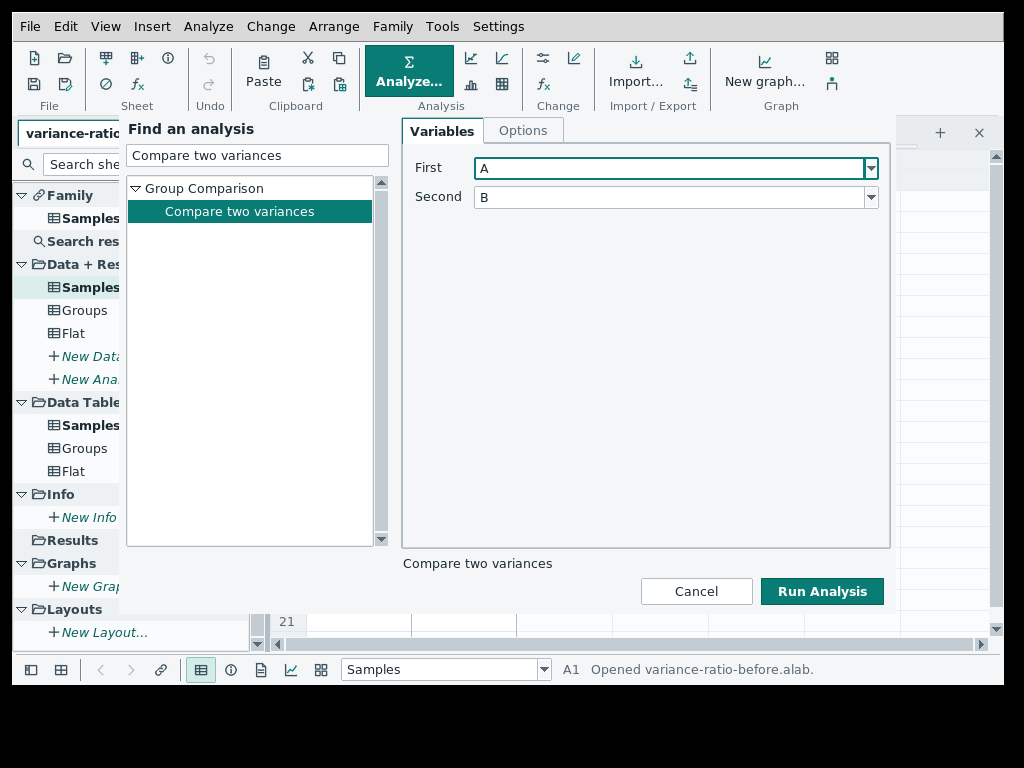 File Edit View Insert Analyze Change Arrange Family Tools Settings
Paste Analyze… Import… New graph…
File Sheet Undo Clipboard Analysis Change Import / Export Graph
variance-ratio
Find an analysis
Variables Options
Search she
Compare two variances
Group Comparison
Compare two variances
First A
Second B
Family
Samples
Search res
Data + Res
Samples
Groups
Flat
New Data
New Ana
Data Table
Samples
Groups
Flat
Info
New Info
Results
Graphs
New Grap
Layouts
New Layout…
Compare two variances
Cancel Run Analysis
21
Samples A1 Opened variance-ratio-before.alab.